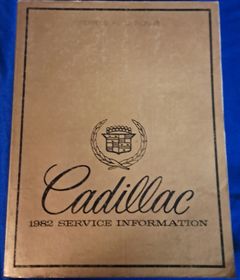 Cadillac
1982 SERVICE INFORMATION